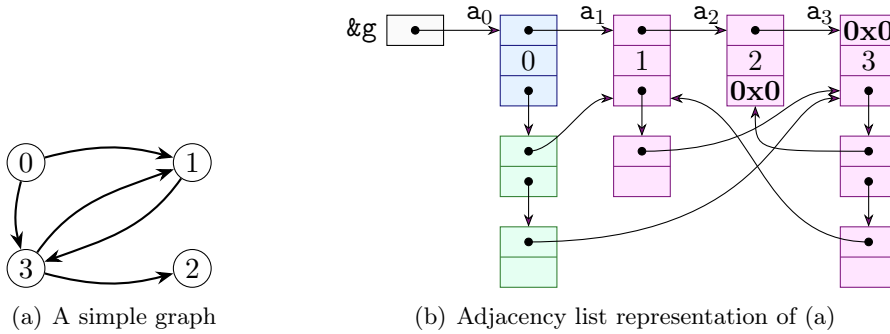 &g a₀ a₁ a₂ a₃
0x0
0 1 2 3
0x0
0 1
3 2
(a) A simple graph (b) Adjacency list representation of (a)